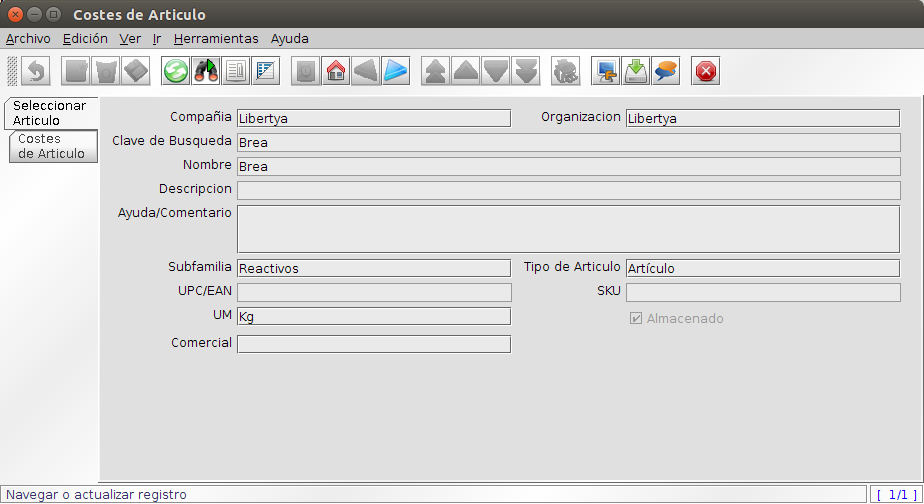 Costes de Articulo
Archivo Edición Ver Ir Herramientas Ayuda
Seleccionar
Articulo
Costes
de Articulo
Compañia Libertya Organizacion Libertya
Clave de Busqueda Brea
Nombre Brea
Descripcion
Ayuda/Comentario
Subfamilia Reactivos Tipo de Articulo Artículo
UPC/EAN SKU
UM Kg Almacenado
Comercial
Navegar o actualizar registro [ 1/1 ]